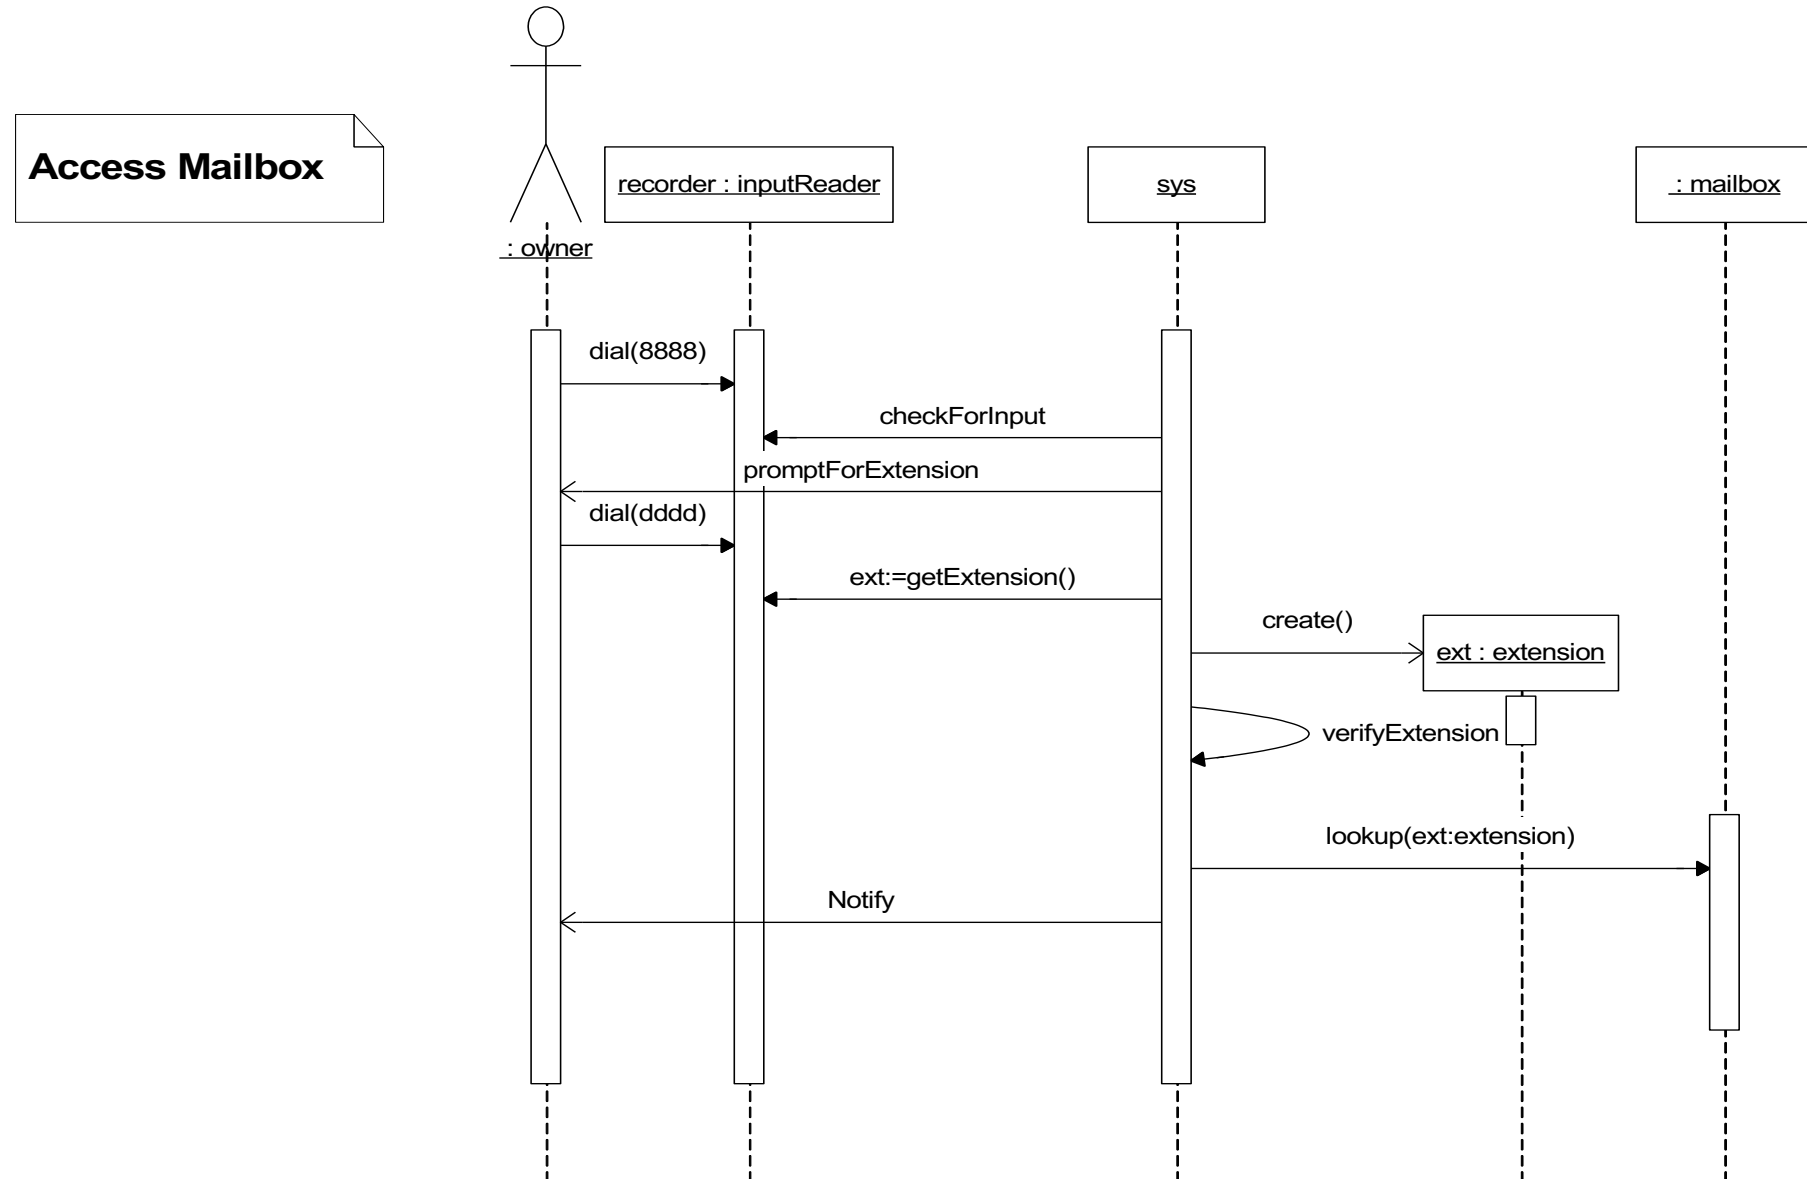 Access Mailbox
: owner
recorder : inputReader
sys
: mailbox
dial(8888)
checkForInput
promptForExtension
dial(dddd)
ext:=getExtension()
create()
ext : extension
verifyExtension
lookup(ext:extension)
Notify